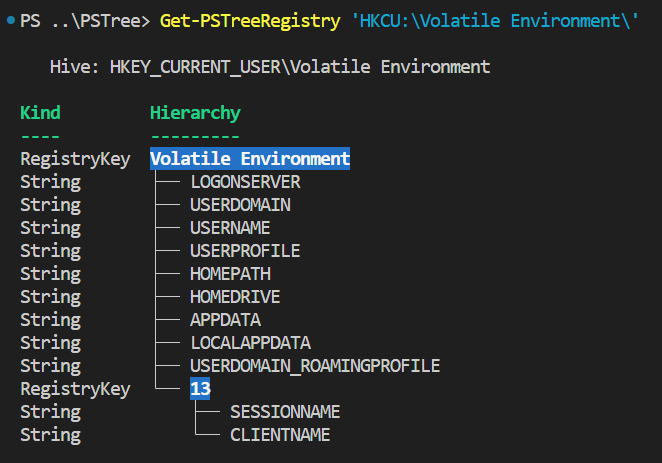 PS ..\PSTree> Get-PSTreeRegistry 'HKCU:\Volatile Environment\'
Hive: HKEY_CURRENT_USER\Volatile Environment
Kind Hierarchy
---- ---------
RegistryKey Volatile Environment
String ├── LOGONSERVER
String ├── USERDOMAIN
String ├── USERNAME
String ├── USERPROFILE
String ├── HOMEPATH
String ├── HOMEDRIVE
String ├── APPDATA
String ├── LOCALAPPDATA
String ├── USERDOMAIN_ROAMINGPROFILE
RegistryKey └── 13
String ├── SESSIONNAME
String └── CLIENTNAME